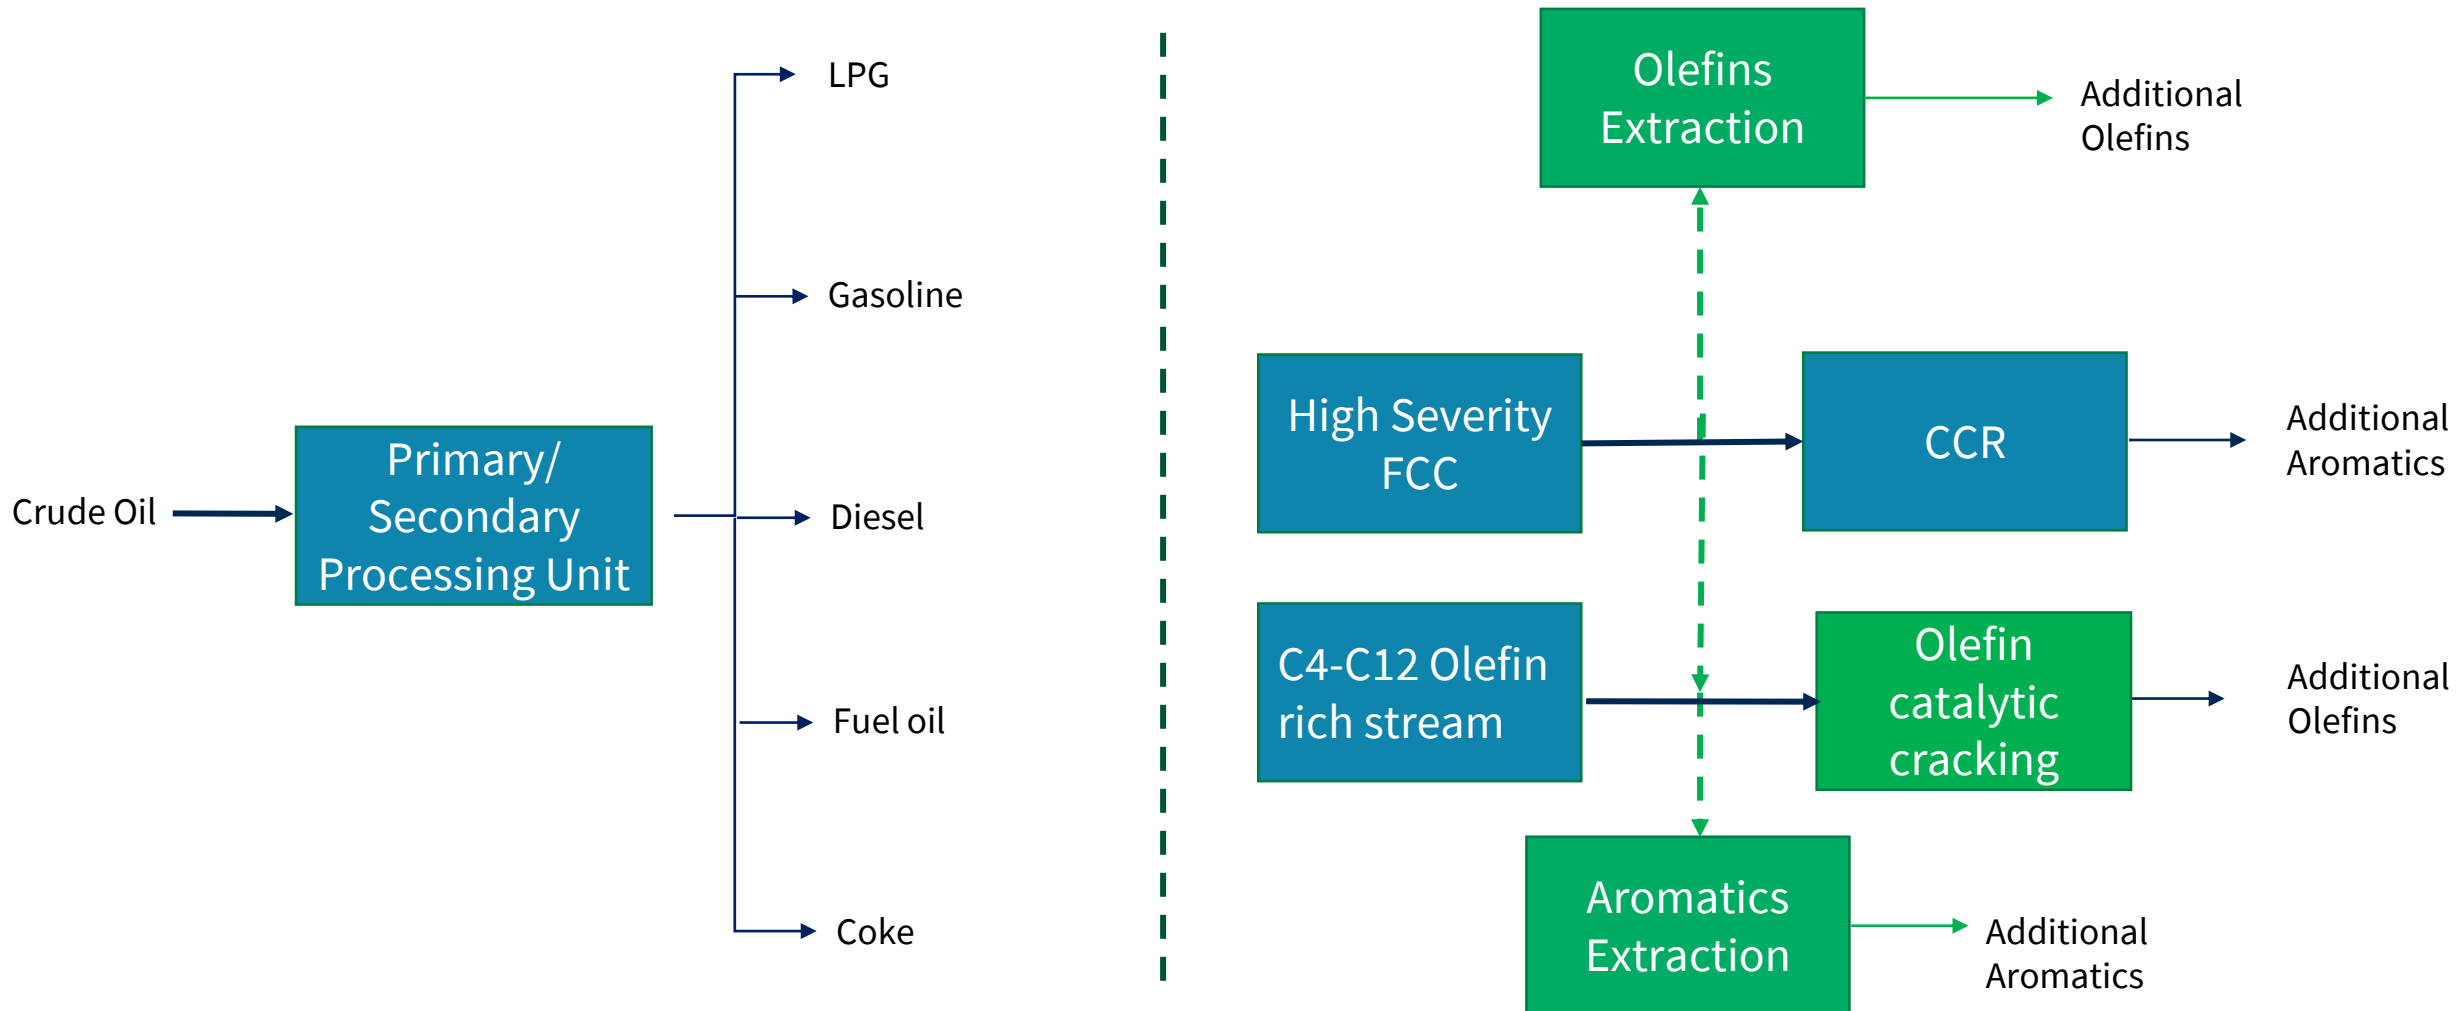 Crude Oil
Primary/
Secondary
Processing Unit
LPG
Gasoline
Diesel
Fuel oil
Coke
Olefins
Extraction
Additional
Olefins
High Severity
FCC
CCR
Additional
Aromatics
C4-C12 Olefin
rich stream
Olefin
catalytic
cracking
Additional
Olefins
Aromatics
Extraction
Additional
Aromatics